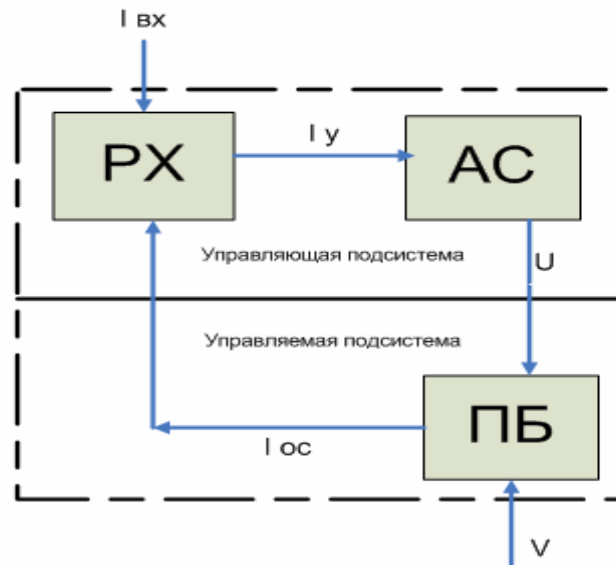 I вх
РХ
I у
АС
Управляющая подсистема
U
Управляемая подсистема
ПБ
I ос
V